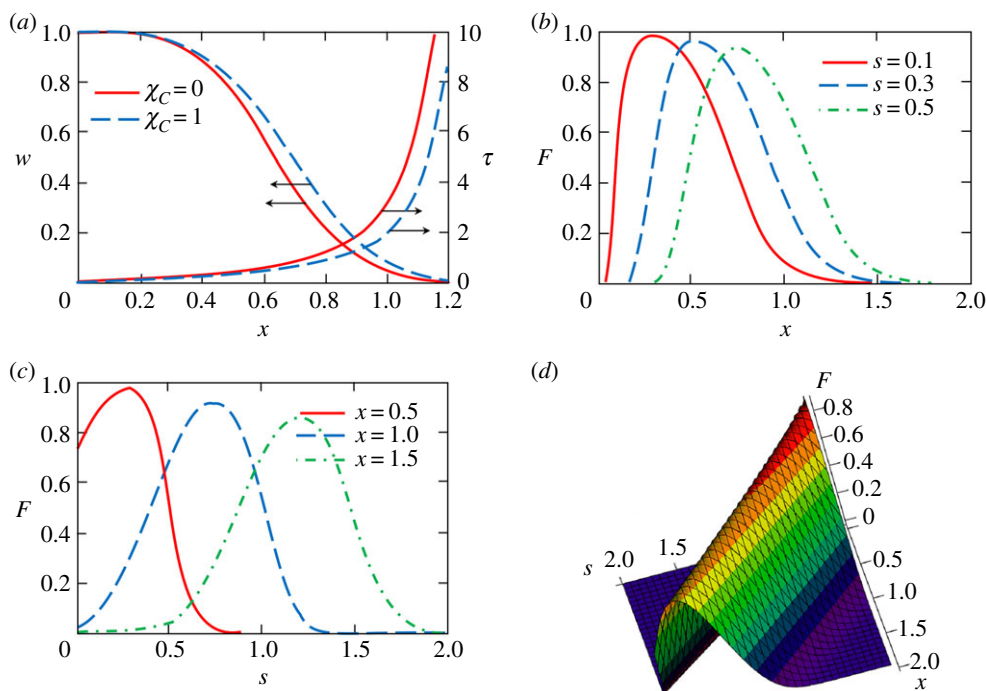 (a)
1.0
0.8
0.6
0.4
0.2
0
w
10
8
6
4
2
0
τ
χC = 0
χC = 1
0.2
0.4
0.6
0.8
1.0
1.2
x
(b)
1.0
0.8
0.6
0.4
0.2
0
F
s = 0.1
s = 0.3
s = 0.5
0.5
1.0
1.5
2.0
x
(c)
1.0
0.8
0.6
0.4
0.2
0
F
x = 0.5
x = 1.0
x = 1.5
0.5
1.0
1.5
2.0
s
(d)
F
0.8
0.6
0.4
0.2
0
0.5
1.0
1.5
2.0
x
s
2.0
1.5